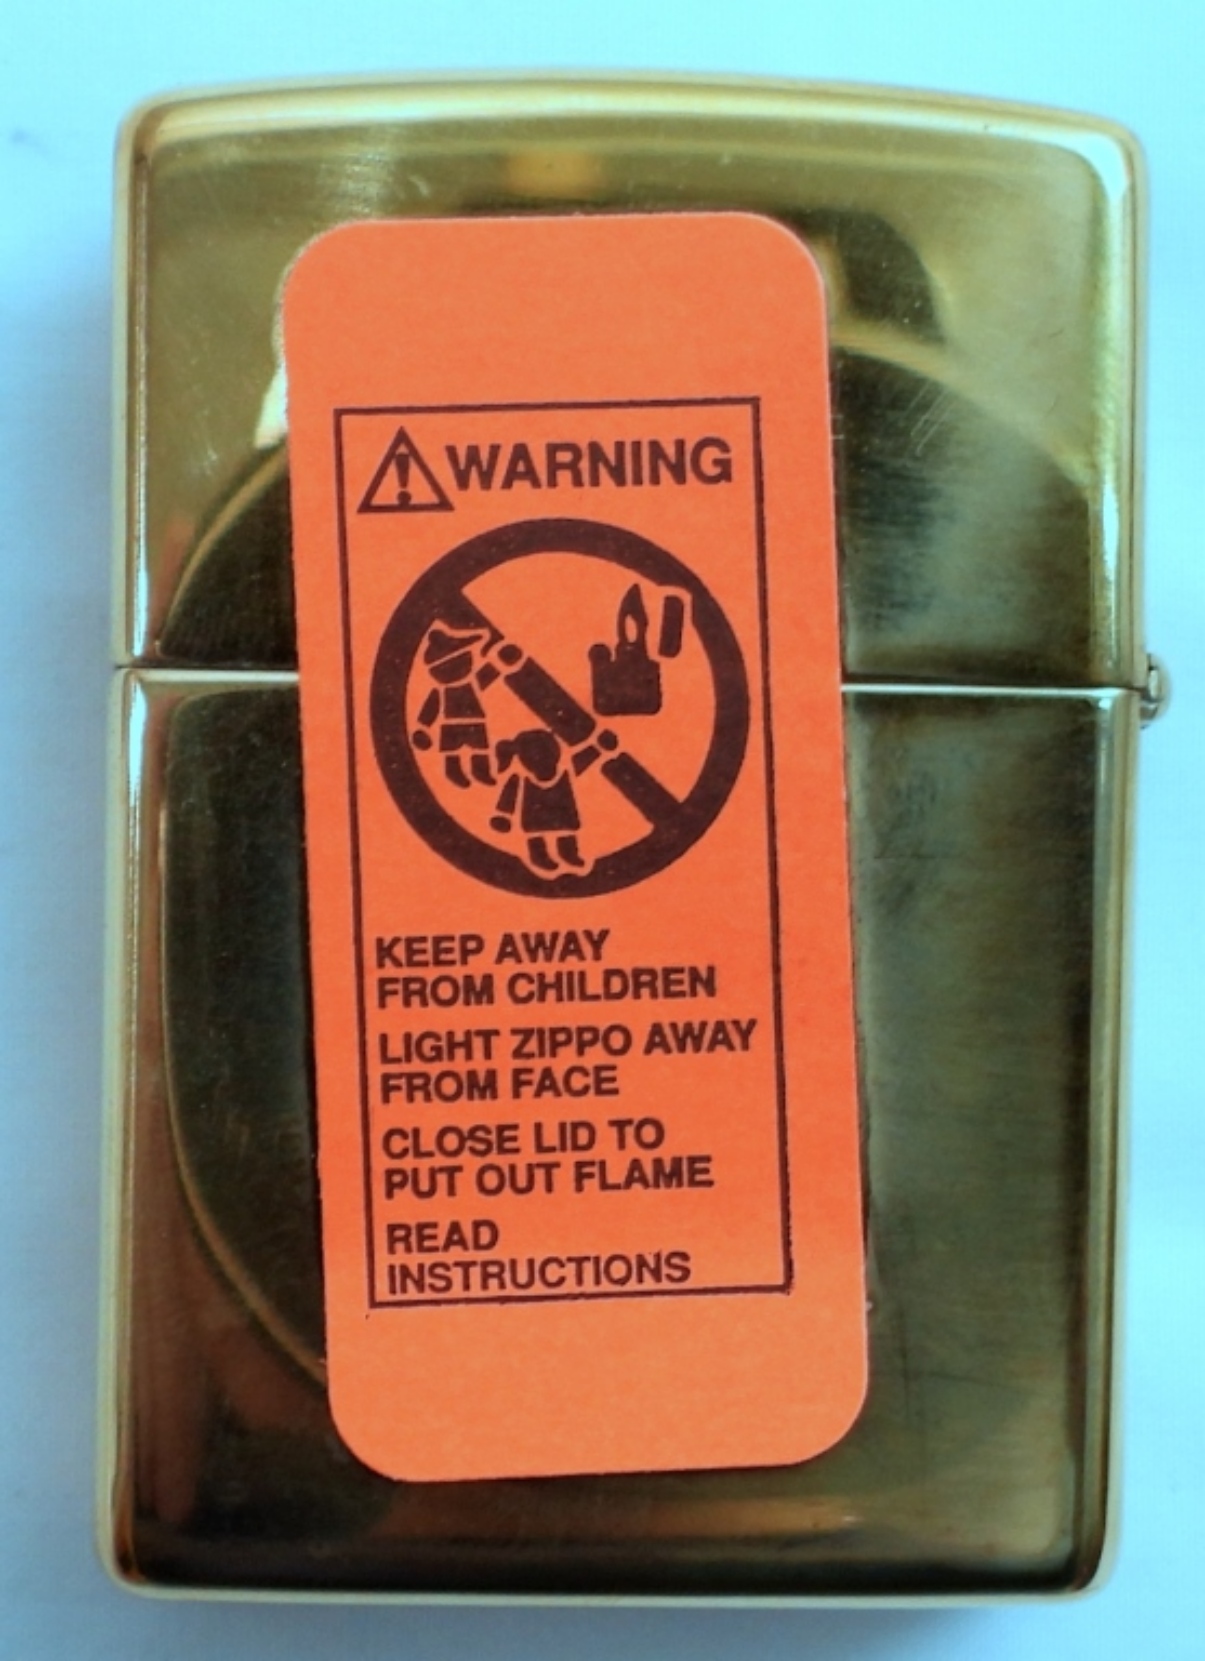 WARNING
KEEP AWAY
FROM CHILDREN
LIGHT ZIPPO AWAY
FROM FACE
CLOSE LID TO
PUT OUT FLAME
READ
INSTRUCTIONS